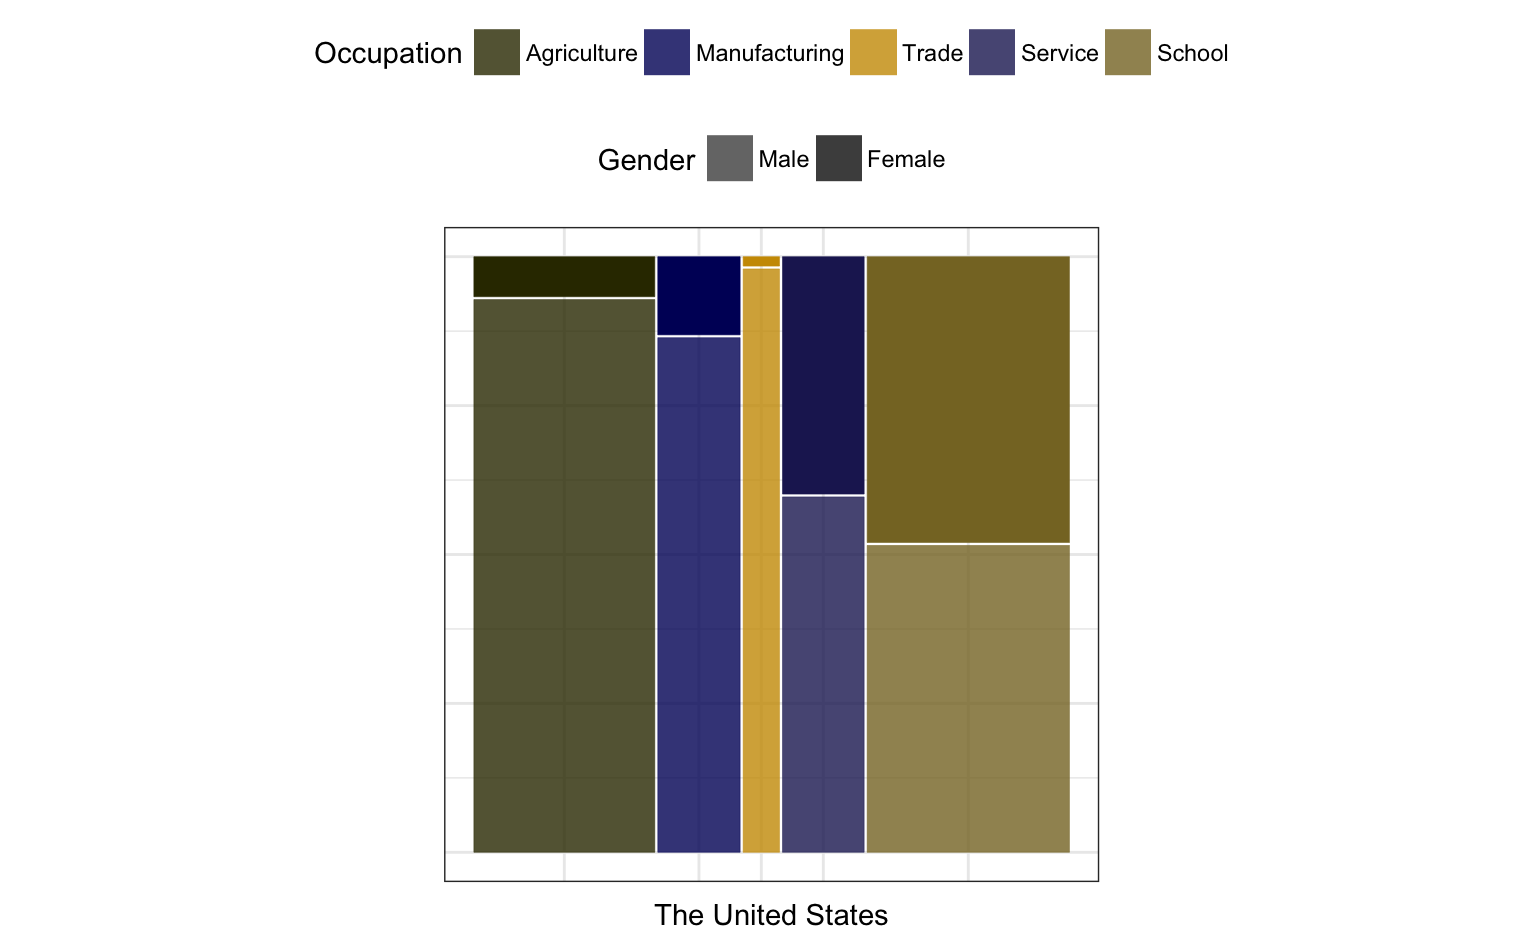 Occupation Agriculture Manufacturing Trade Service School
Gender Male Female
The United States